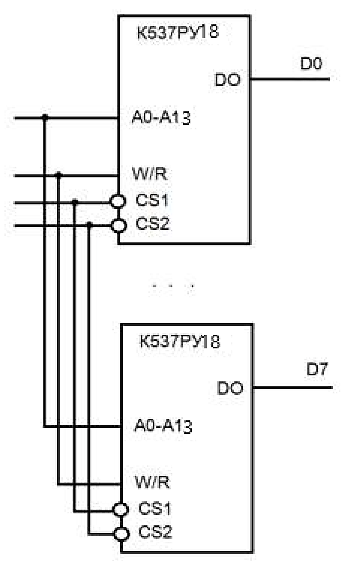 К537РУ18
D0
DO
A0-A13
W/R
CS1
CS2
. . .
К537РУ18
D7
DO
A0-A13
W/R
CS1
CS2